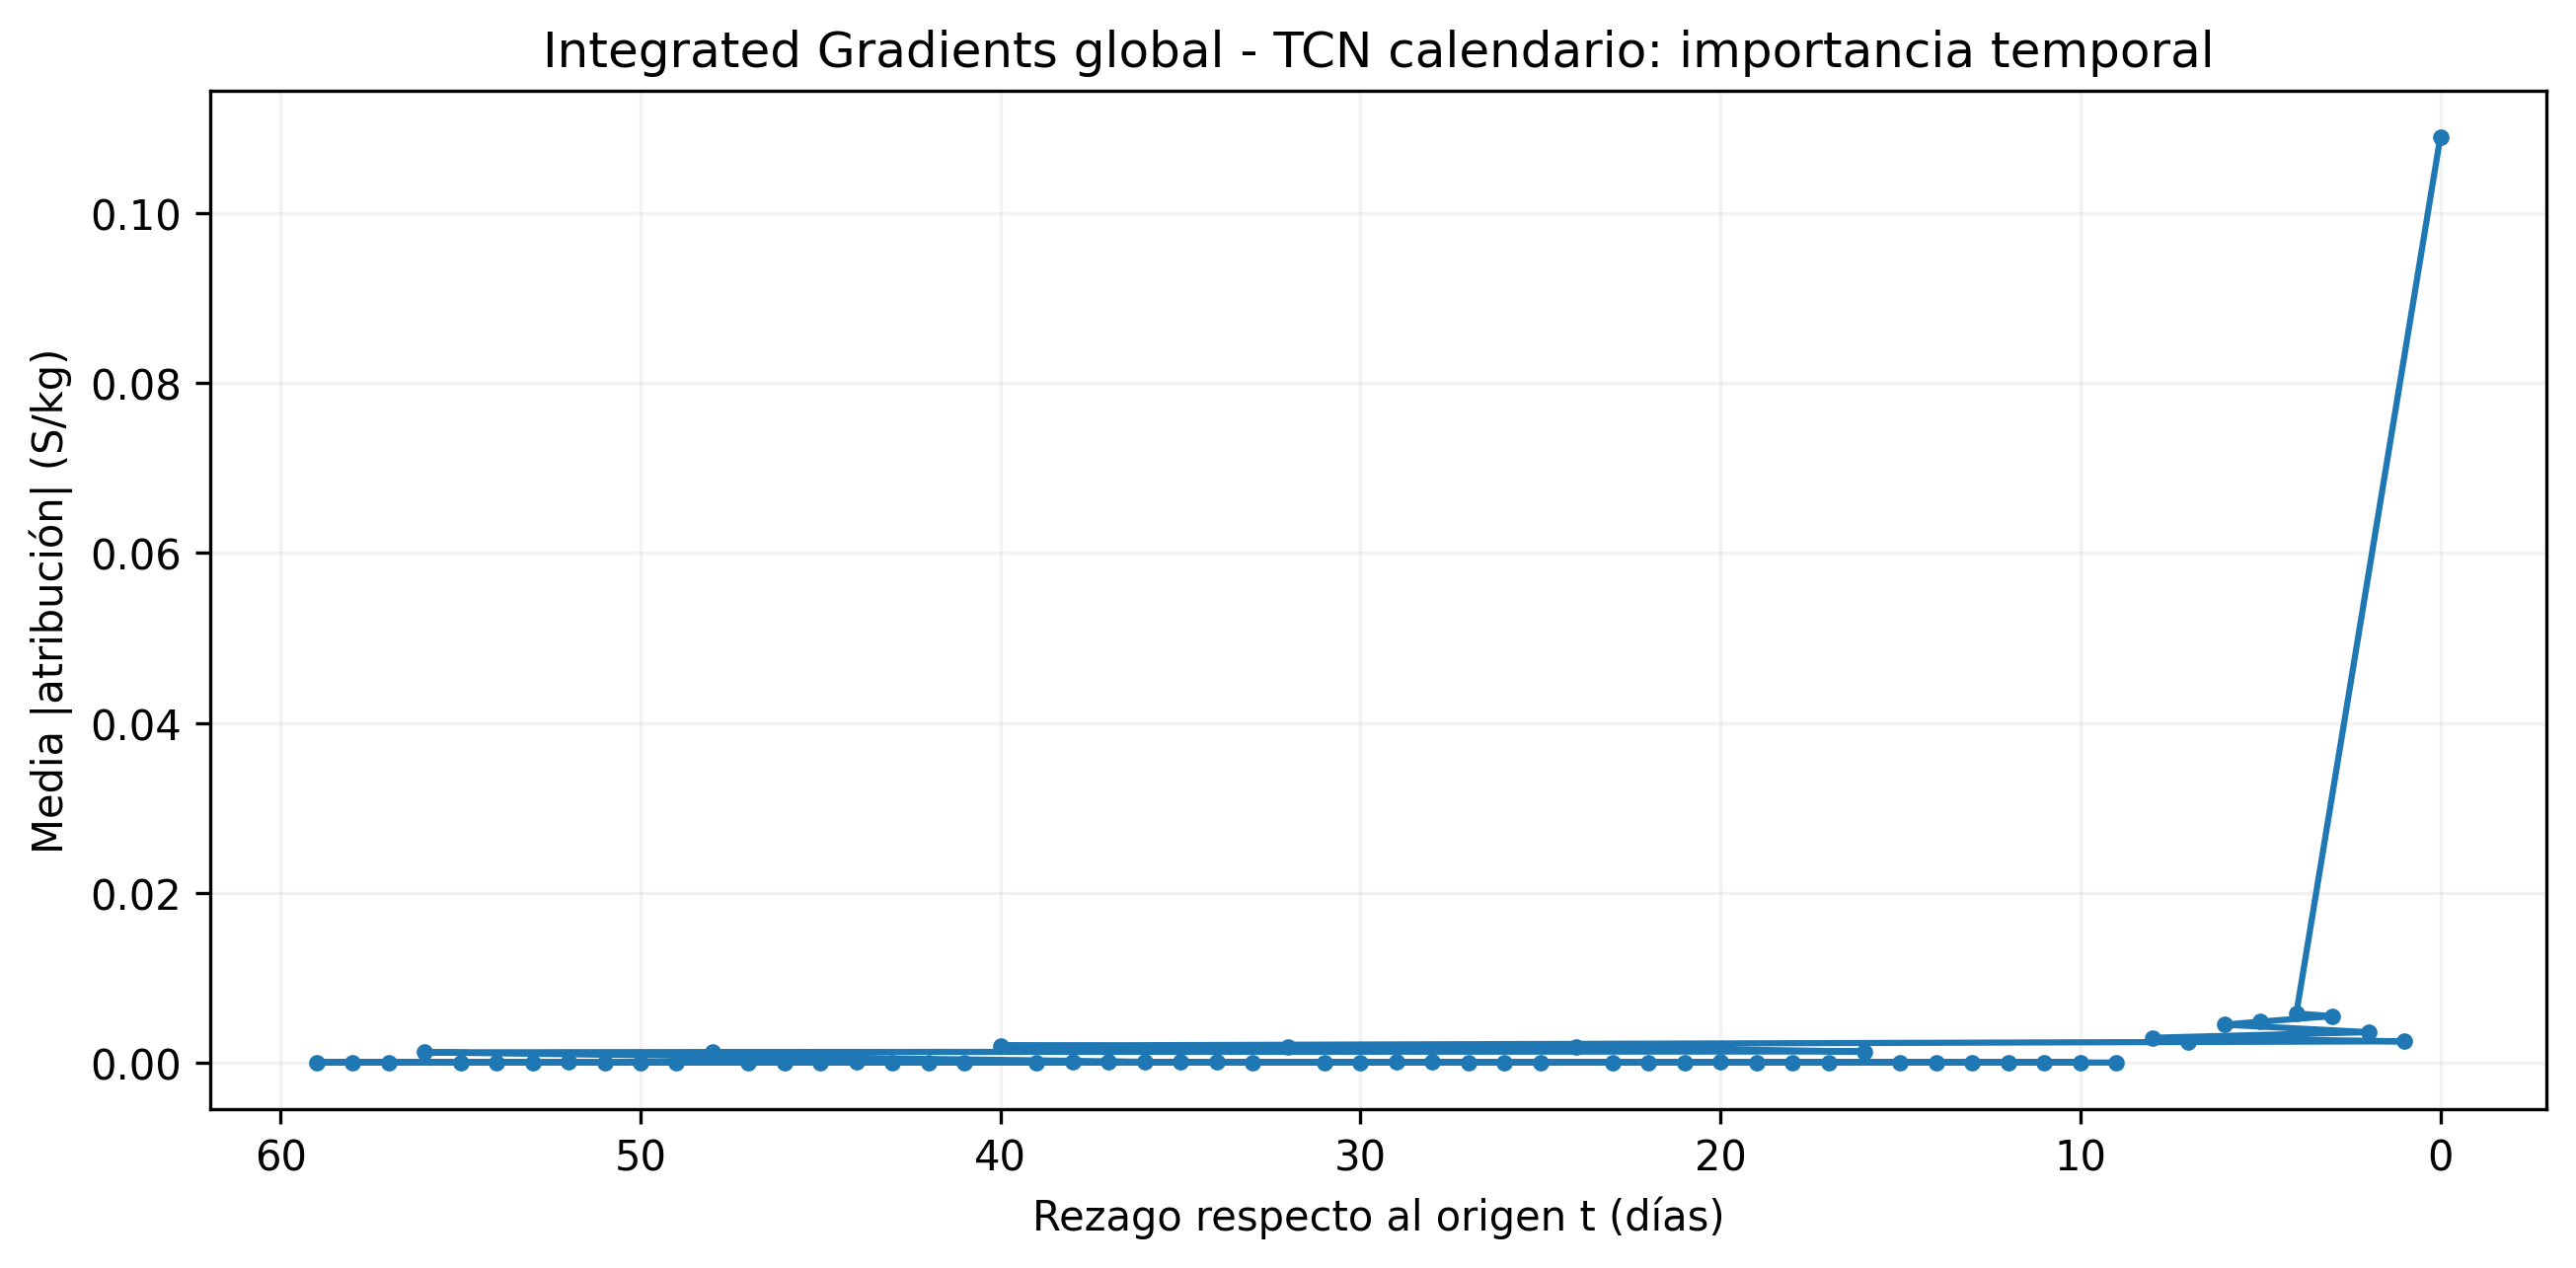 Integrated Gradients global - TCN calendario: importancia temporal
Media |atribución| (S/kg)
0.10
0.08
0.06
0.04
0.02
0.00
60 50 40 30 20 10 0
Rezago respecto al origen t (días)